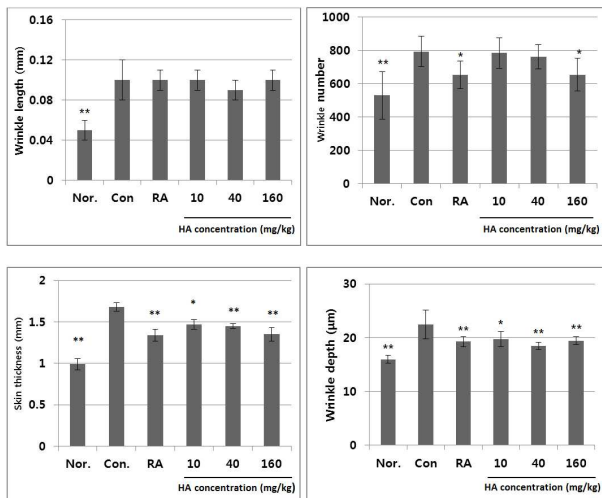 Wrinkle length (mm)
0.16
0.12
0.08
0.04
0
**
Nor. Con RA 10 40 160
HA concentration (mg/kg)
Wrinkle number
1000
800
600
400
200
0
** * *
Nor. Con RA 10 40 160
HA concentration (mg/kg)
Skin thickness (mm)
2
1.5
1
0.5
0
** ** * ** **
Nor. Con. RA 10 40 160
HA concentration (mg/kg)
Wrinkle depth (µm)
30
20
10
0
** ** * ** **
Nor. Con RA 10 40 160
HA concentration (mg/kg)